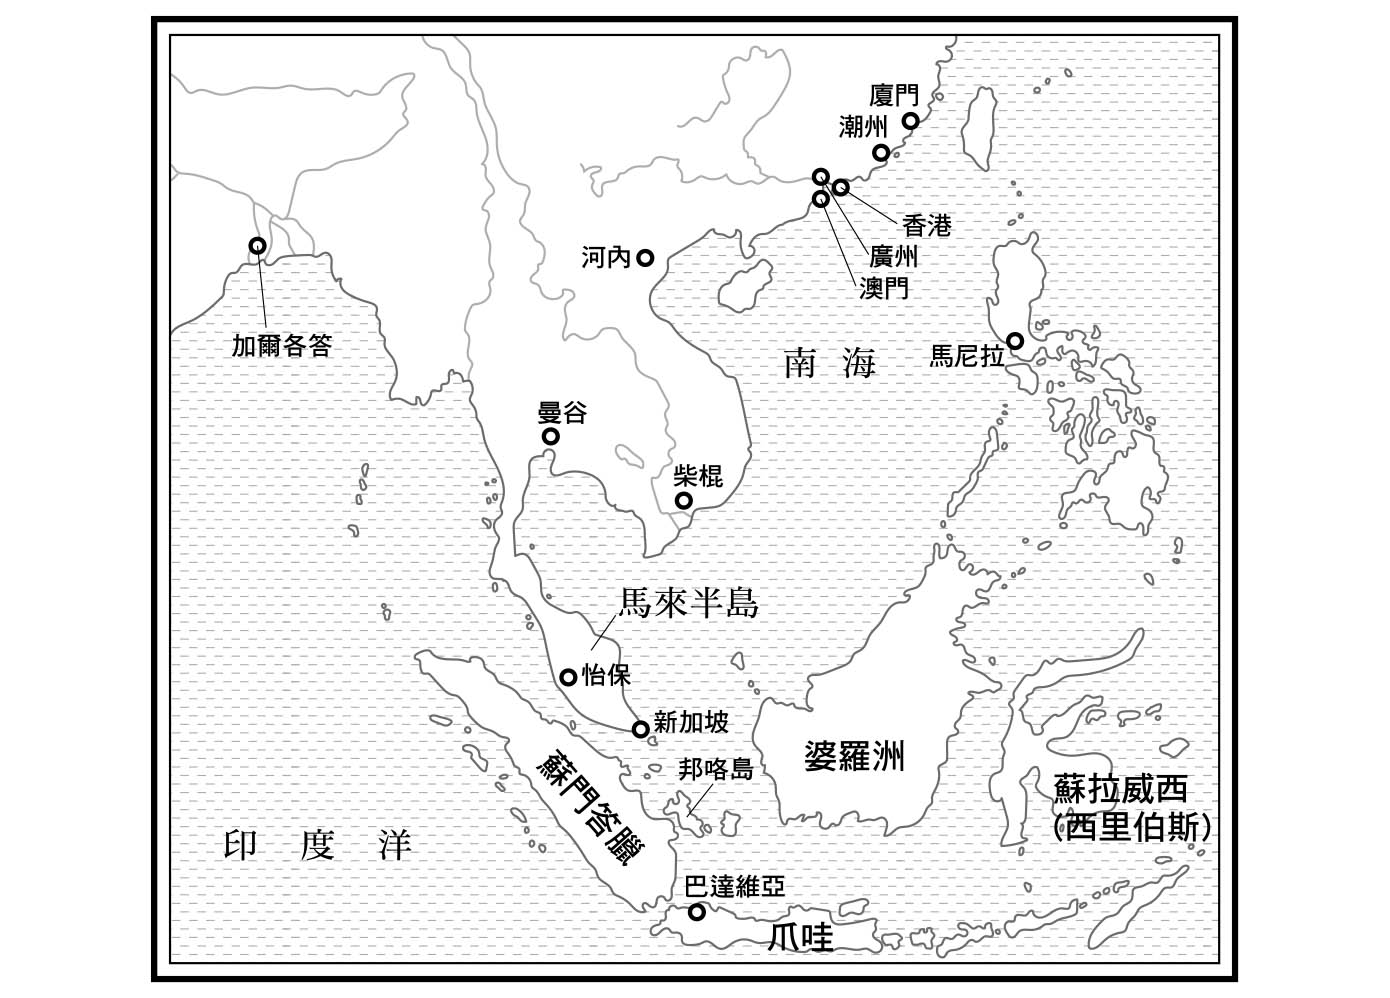 廈門
潮州
香港
廣州
澳門
河內
加爾各答
南海
馬尼拉
曼谷
柴棍
馬來半島
怡保
新加坡
邦咯島
婆羅洲
蘇拉威西
(西里伯斯)
蘇門答臘
印度洋
巴達維亞
爪哇